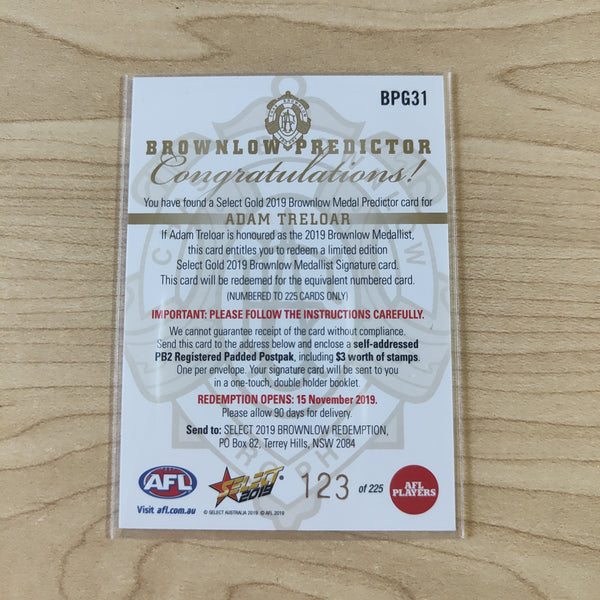 BPG31
BROWNLOW PREDICTOR
Congratulations!
You have found a Select Gold 2019 Brownlow Medal Predictor card for
ADAM TRELOAR
If Adam Treloar is honoured as the 2019 Brownlow Medallist,
this card entitles you to redeem a limited edition
Select Gold 2019 Brownlow Medallist Signature card.
This card will be redeemed for the equivalent numbered card.
(NUMBERED TO 225 CARDS ONLY)
IMPORTANT: PLEASE FOLLOW THE INSTRUCTIONS CAREFULLY.
We cannot guarantee receipt of the card without compliance.
Send this card to the address below and enclose a self-addressed
PB2 Registered Padded Postpak, including $3 worth of stamps.
One per envelope. Your signature card will be sent to you
in a one-touch, double holder booklet.
REDEMPTION OPENS: 15 November 2019.
Please allow 90 days for delivery.
Send to: SELECT 2019 BROWNLOW REDEMPTION,
PO Box 82, Terrey Hills, NSW 2084
AFL
SELECT
2019
123 of 225
AFL
PLAYERS
Visit afl.com.au
© SELECT AUSTRALIA 2019 © AFL 2019